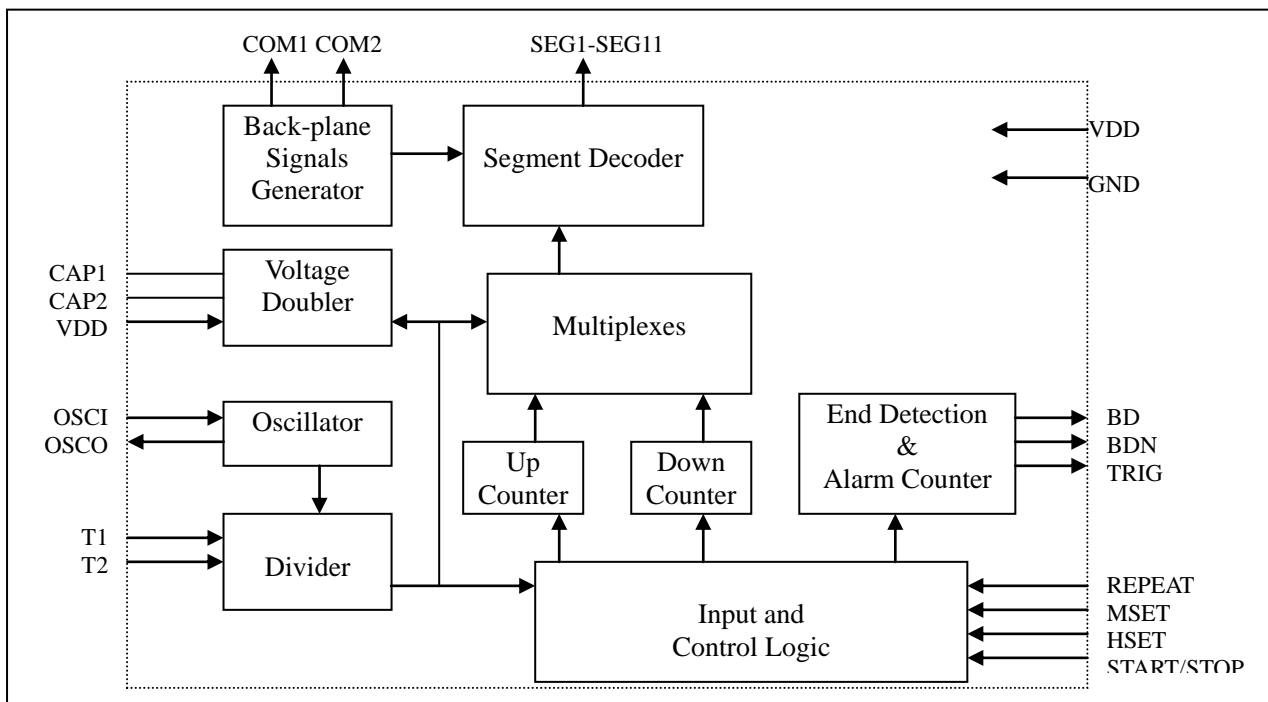 COM1 COM2
SEG1-SEG11
Back-plane
Signals
Generator
Segment Decoder
VDD
GND
CAP1
CAP2
VDD
Voltage
Doubler
Multiplexes
OSCI
OSCO
Oscillator
Up
Counter
Down
Counter
End Detection
&
Alarm Counter
BD
BDN
TRIG
T1
T2
Divider
Input and
Control Logic
REPEAT
MSET
HSET
START/STOP